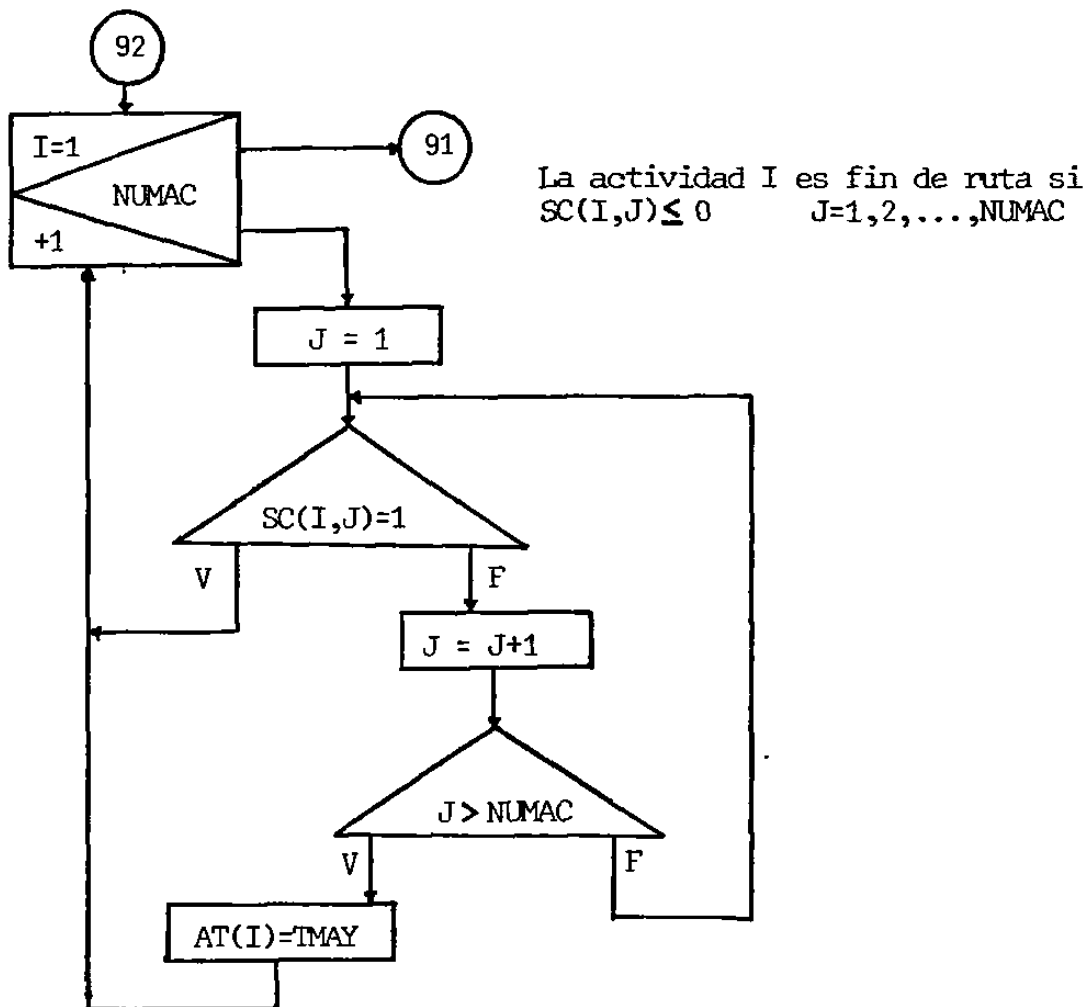 92
I=1
NUMAC
+1
91
La actividad I es fin de ruta si
SC(I,J)≤ 0 J=1,2,...,NUMAC
J = 1
SC(I,J)=1
V
F
J = J+1
J > NUMAC
V
F
AT(I)=TMAY